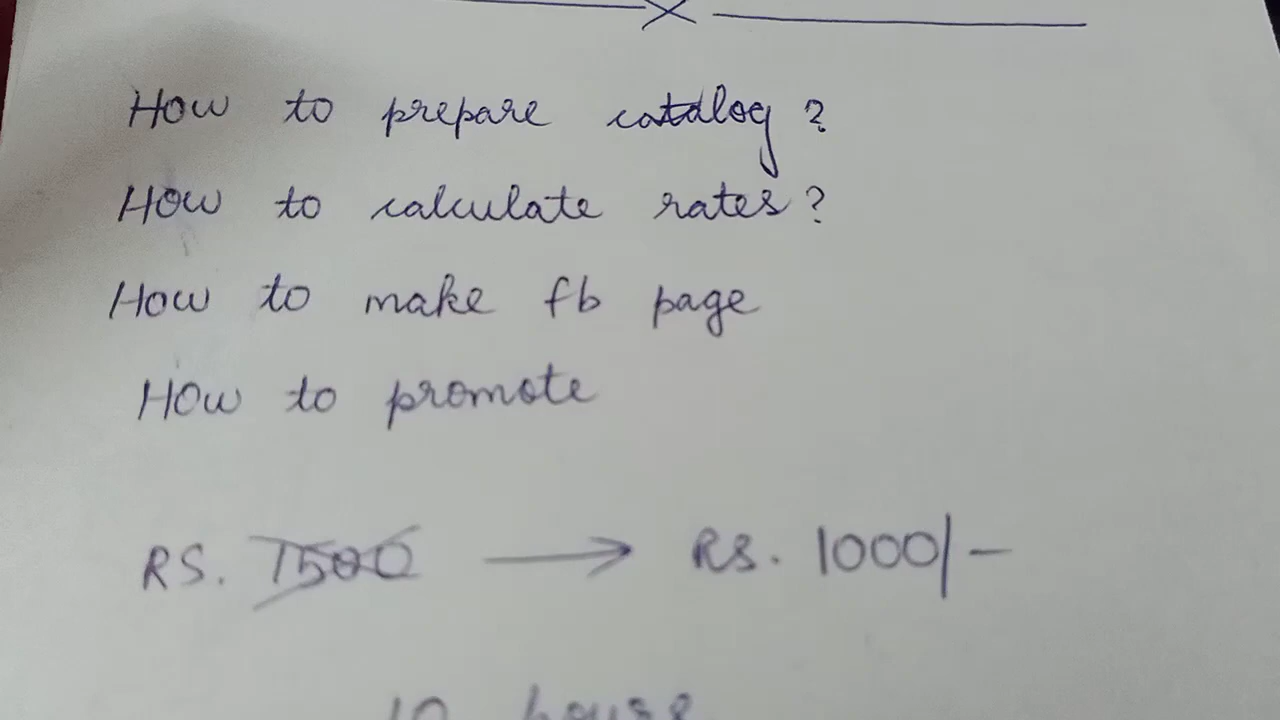 How to prepare catalog?
How to calculate rates?
How to make fb page
How to promote
RS. 1500 → RS. 1000/-
10